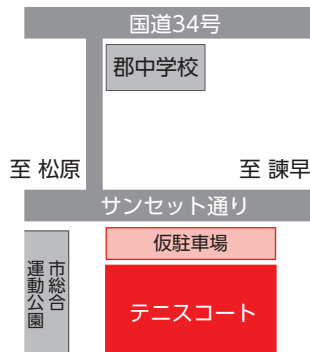 国道34号
郡中学校
至 松原
至 諫早
サンセット通り
仮駐車場
市総合
運動公園
テニスコート